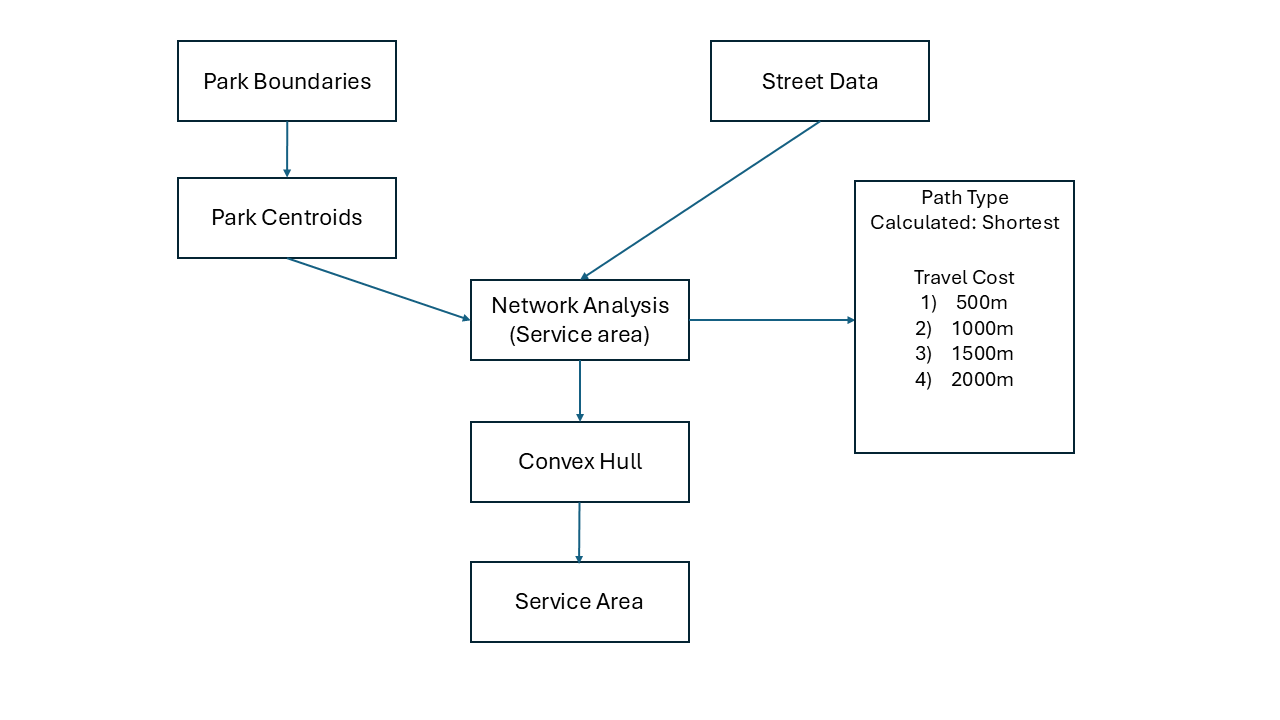 Park Boundaries
Street Data
Park Centroids
Path Type
Calculated: Shortest
Travel Cost
1) 500m
2) 1000m
3) 1500m
4) 2000m
Network Analysis
(Service area)
Convex Hull
Service Area